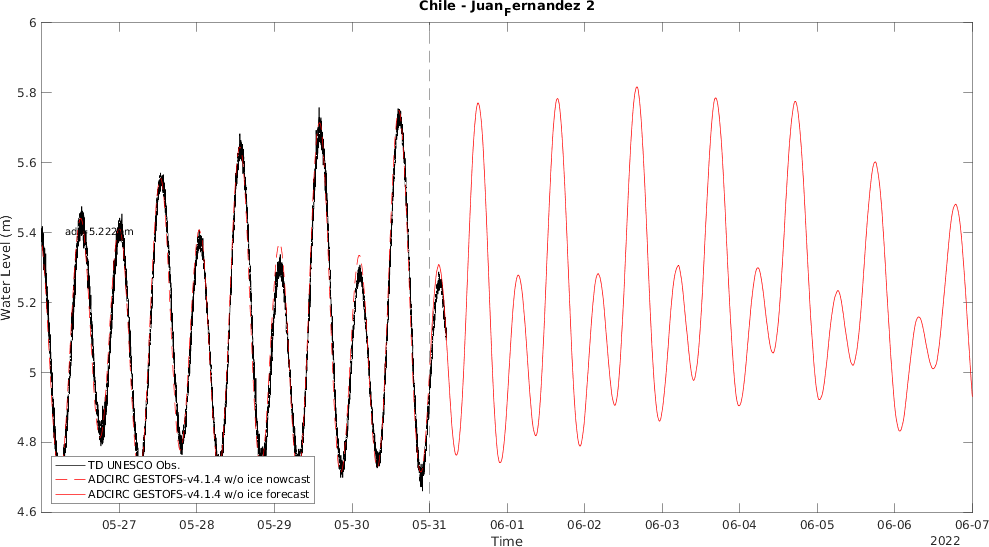 Chile - Juan_Fernandez 2
Water Level (m)
6
5.8
5.6
5.4
5.2
5
4.8
4.6
TD UNESCO Obs.
ADCIRC GESTOFS-v4.1.4 w/o ice nowcast
ADCIRC GESTOFS-v4.1.4 w/o ice forecast
05-27 05-28 05-29 05-30 05-31 06-01 06-02 06-03 06-04 06-05 06-06 06-07
Time
2022